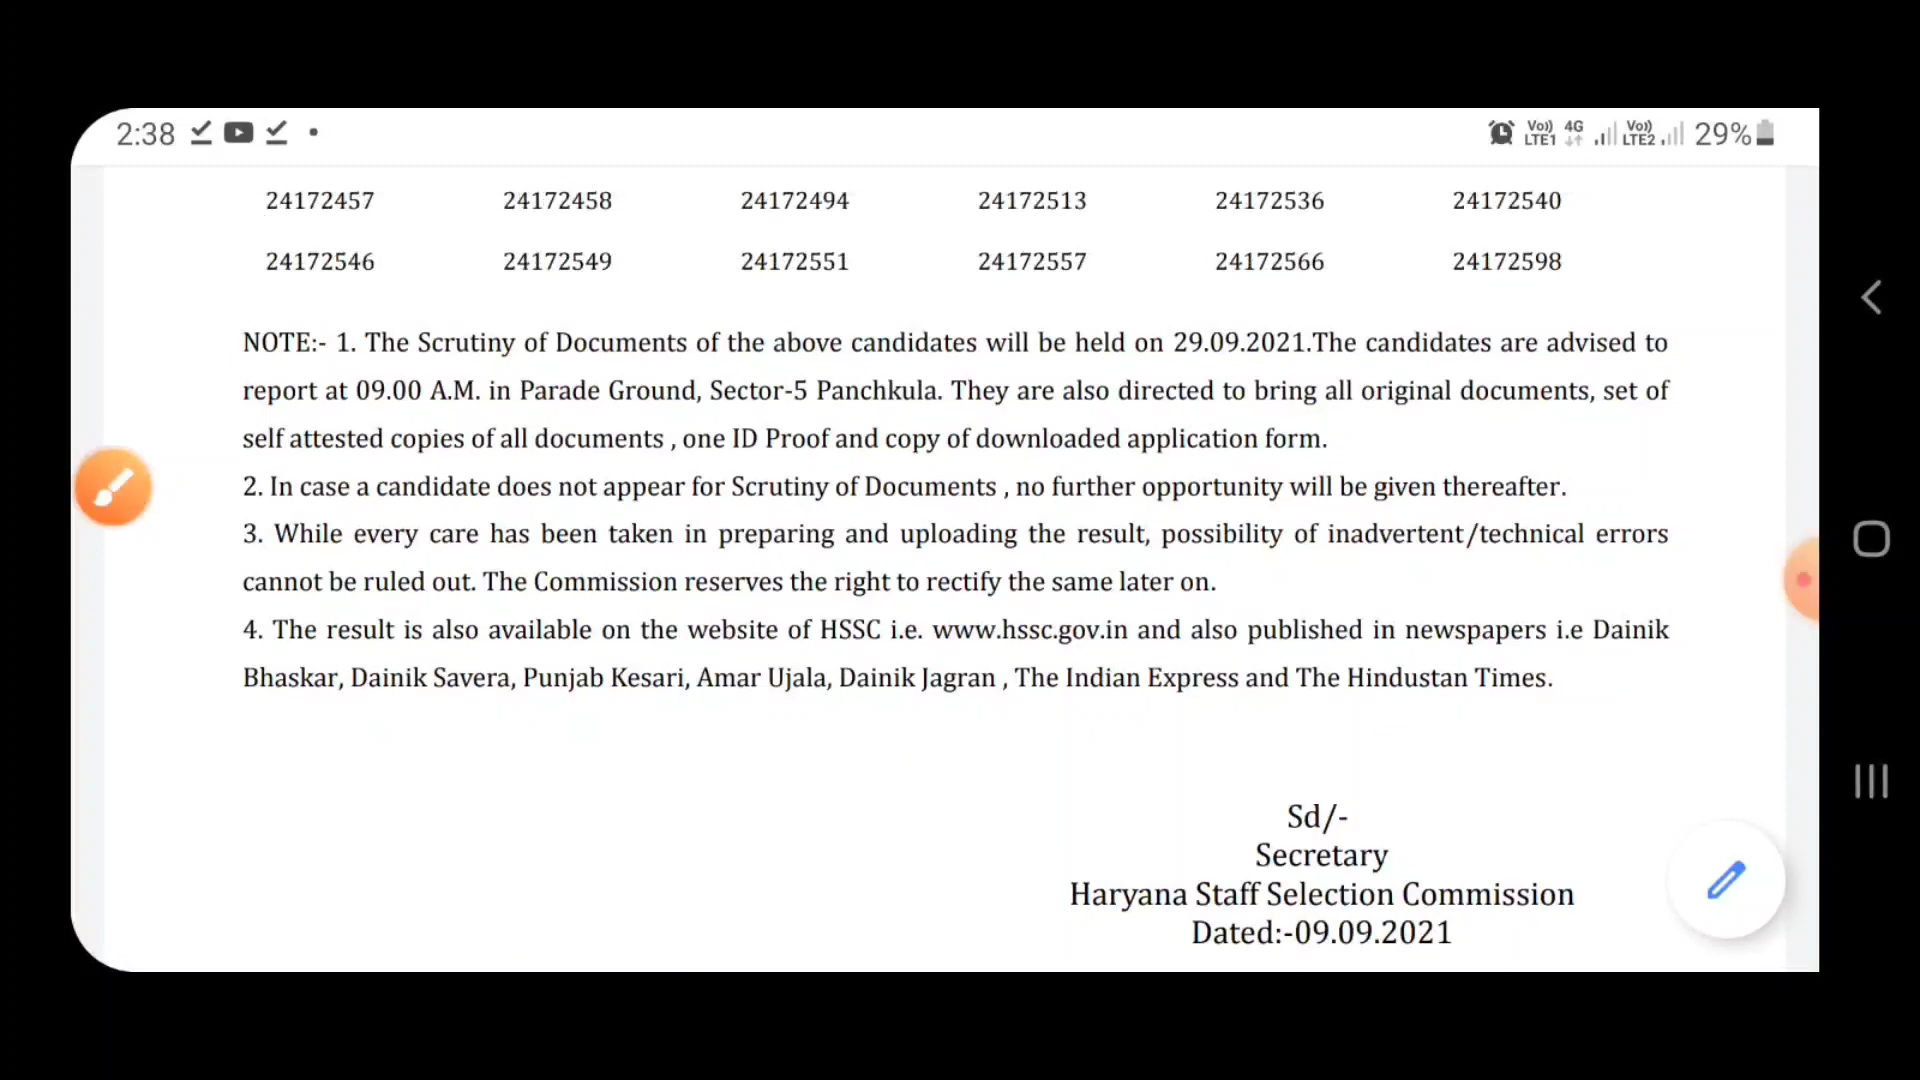 2:38
Vo)) LTE1 4G Vo)) LTE2 29%
24172457 24172458 24172494 24172513 24172536 24172540
24172546 24172549 24172551 24172557 24172566 24172598
NOTE:- 1. The Scrutiny of Documents of the above candidates will be held on 29.09.2021.The candidates are advised to
report at 09.00 A.M. in Parade Ground, Sector-5 Panchkula. They are also directed to bring all original documents, set of
self attested copies of all documents , one ID Proof and copy of downloaded application form.
2. In case a candidate does not appear for Scrutiny of Documents , no further opportunity will be given thereafter.
3. While every care has been taken in preparing and uploading the result, possibility of inadvertent/technical errors
cannot be ruled out. The Commission reserves the right to rectify the same later on.
4. The result is also available on the website of HSSC i.e. www.hssc.gov.in and also published in newspapers i.e Dainik
Bhaskar, Dainik Savera, Punjab Kesari, Amar Ujala, Dainik Jagran , The Indian Express and The Hindustan Times.
Sd/-
Secretary
Haryana Staff Selection Commission
Dated:-09.09.2021